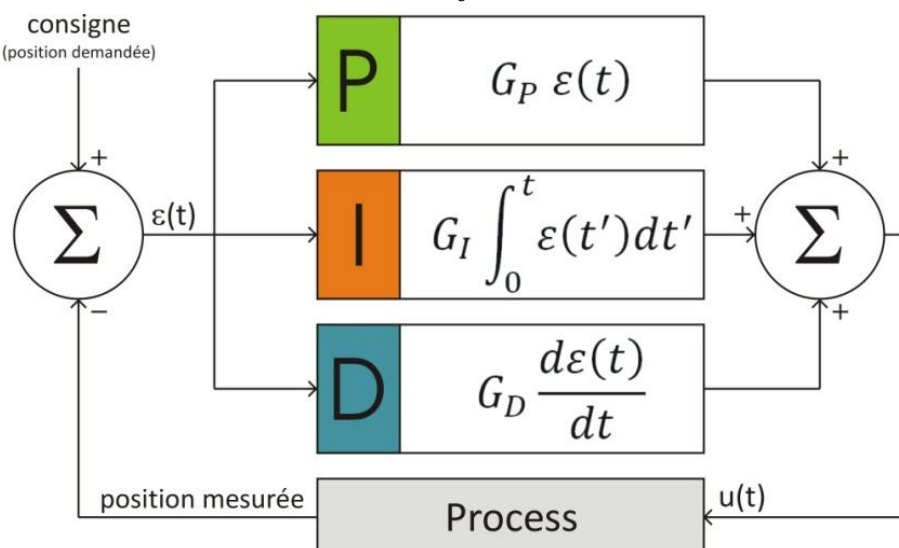 consigne
(position demandée)
+
Σ
−
ε(t)
P
G_P ε(t)
I
G_I ∫_0^t ε(t')dt'
D
G_D dε(t)/dt
+
+
+
Σ
position mesurée
Process
u(t)